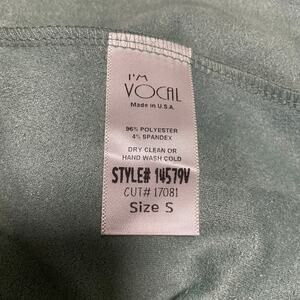 I'M
VOCAL
Made in U.S.A.
96% POLYESTER
4% SPANDEX
DRY CLEAN OR
HAND WASH COLD
STYLE# 14579V
CUT# 17081
Size S